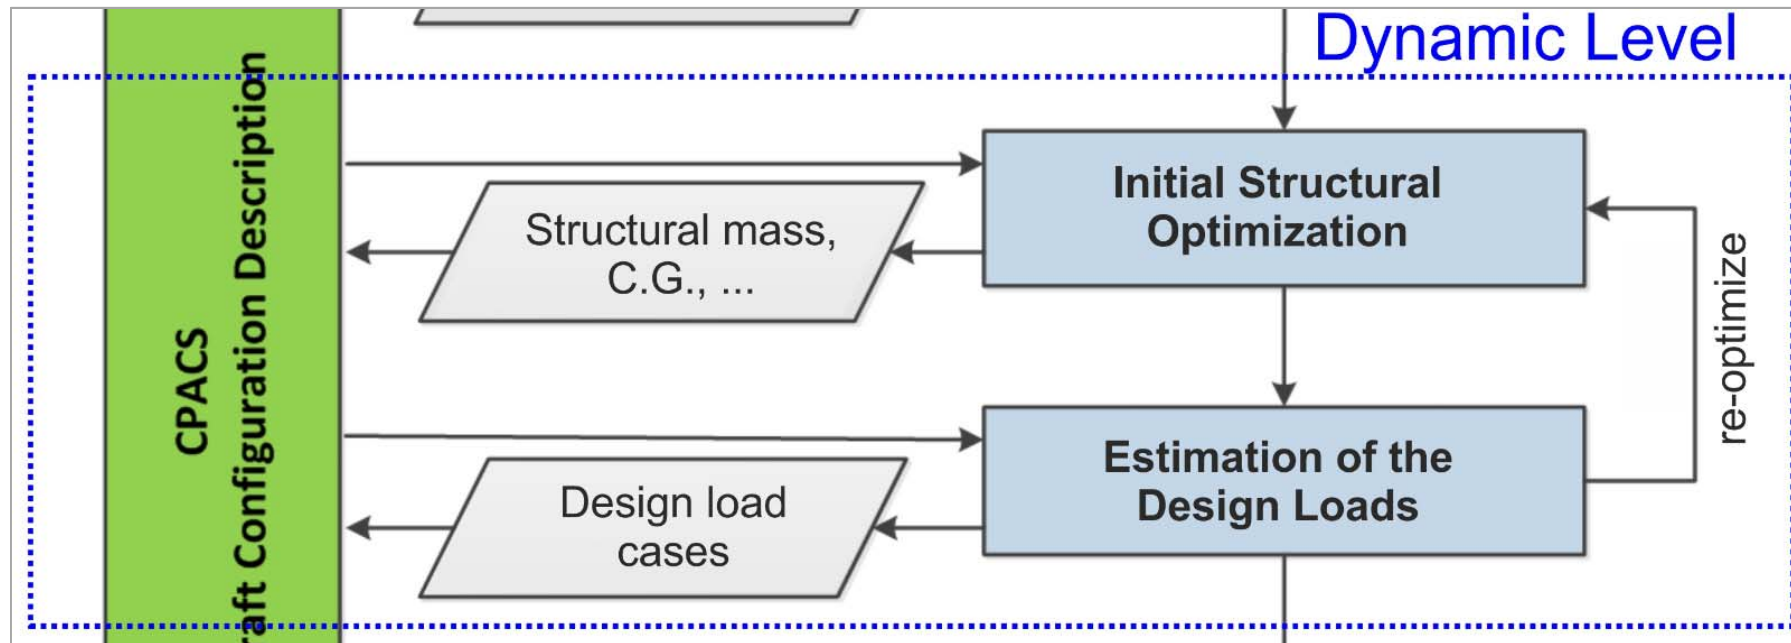 Dynamic Level
CPACS
Configuration Description
Initial Structural
Optimization
Structural mass,
C.G., ...
re-optimize
Estimation of the
Design Loads
Design load
cases